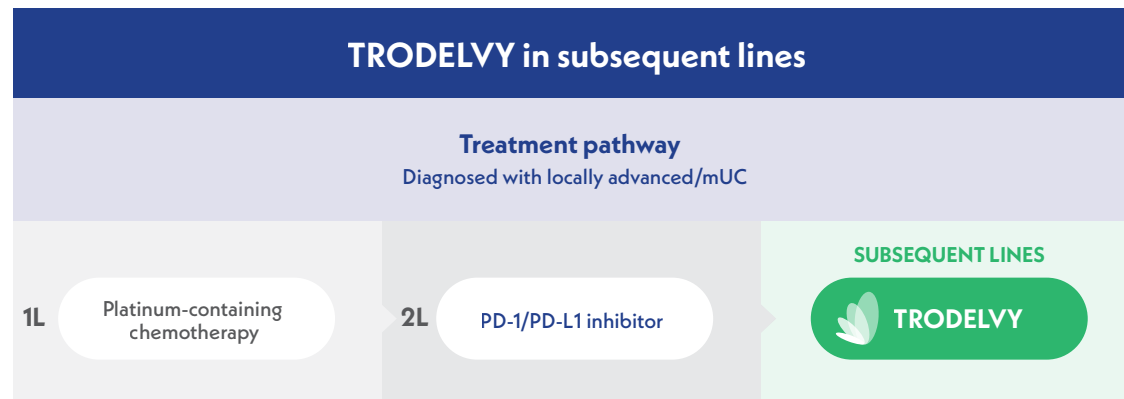 TRODELVY in subsequent lines
Treatment pathway
Diagnosed with locally advanced/mUC
1L
Platinum-containing
chemotherapy
2L
PD-1/PD-L1 inhibitor
SUBSEQUENT LINES
TRODELVY